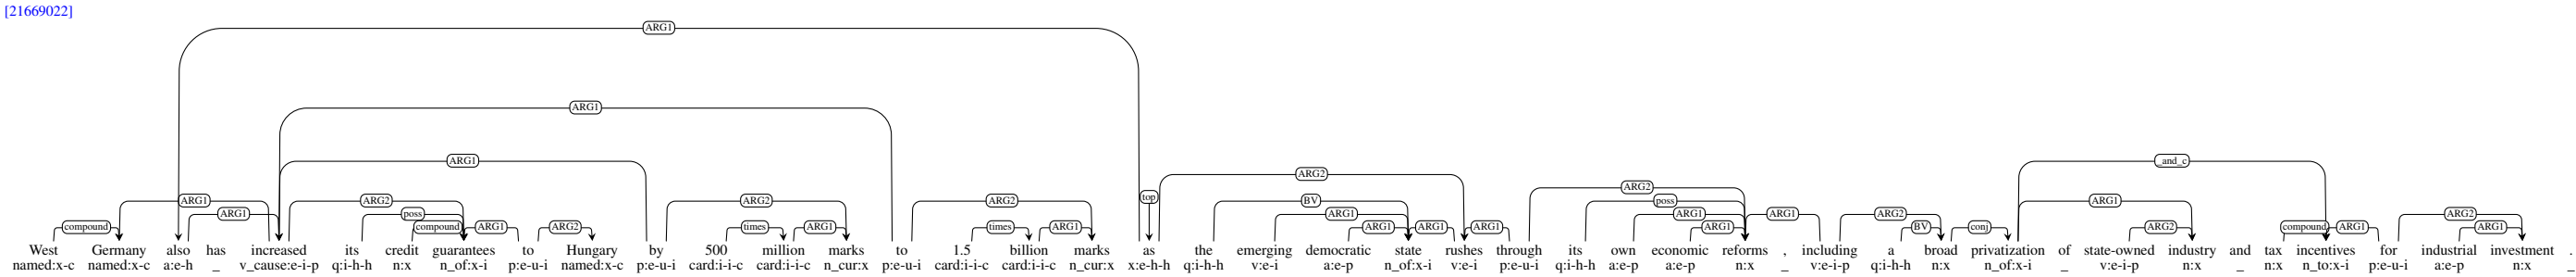 [21669022]
ARG1
ARG1
ARG1 _and_c
ARG2
ARG2 poss
ARG1 ARG2 ARG2 ARG2 top BV ARG1
ARG1 poss times times ARG1 ARG1 ARG1 ARG2
compound compound ARG1 ARG2 ARG1 ARG1 ARG1 ARG1 ARG1 ARG1 BV conj ARG2 compound ARG1 ARG2 ARG1
West Germany also has increased its credit guarantees to Hungary by 500 million marks to 1.5 billion marks as the emerging democratic state rushes through its own economic reforms , including a broad privatization of state-owned industry and tax incentives for industrial investment .
named:x-c named:x-c a:e-h _ v_cause:e-i-p q:i-h-h n:x n_of:x-i p:e-u-i named:x-c p:e-u-i card:i-i-c card:i-i-c n_cur:x p:e-u-i card:i-i-c card:i-i-c n_cur:x x:e-h-h q:i-h-h v:e-i a:e-p n_of:x-i v:e-i p:e-u-i q:i-h-h a:e-p a:e-p n:x _ v:e-i-p q:i-h-h n:x n_of:x-i _ v:e-i-p n:x _ n:x n_to:x-i p:e-u-i a:e-p n:x _